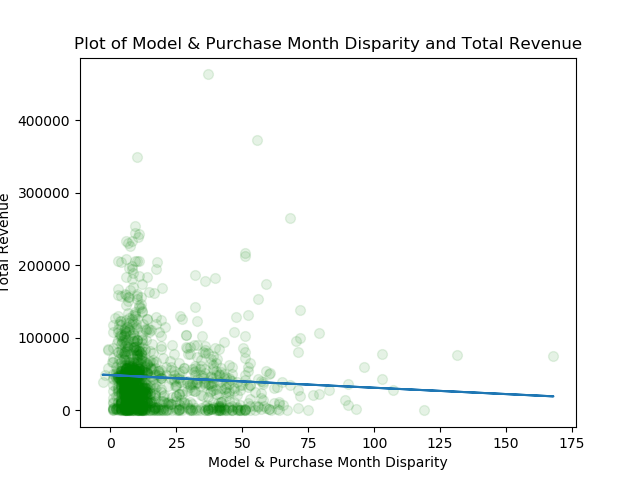 Plot of Model & Purchase Month Disparity and Total Revenue
400000
300000
200000
100000
0
Total Revenue
0 25 50 75 100 125 150 175
Model & Purchase Month Disparity